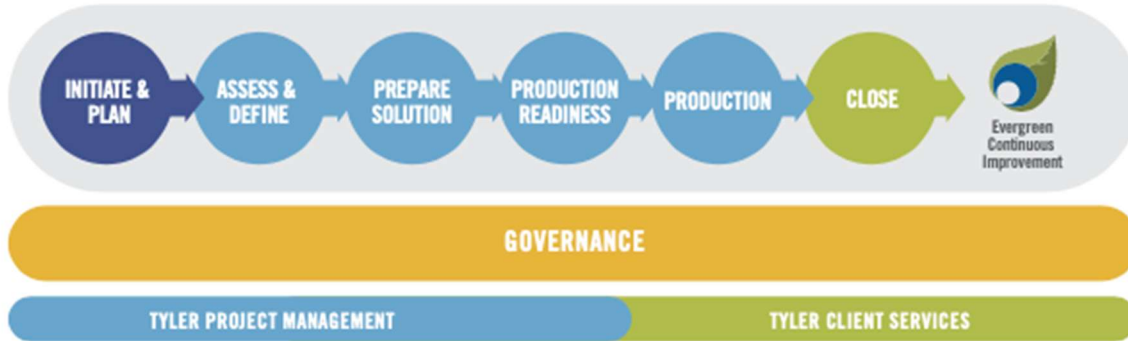 INITIATE &
PLAN
ASSESS &
DEFINE
PREPARE
SOLUTION
PRODUCTION
READINESS
PRODUCTION
CLOSE
Evergreen
Continuous
Improvement
GOVERNANCE
TYLER PROJECT MANAGEMENT
TYLER CLIENT SERVICES